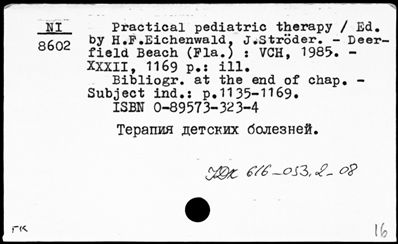 NI
8602
Practical pediatric therapy / Ed.
by H.F.Eichenwald, J.Ströder. - Deer-
field Beach (Fla.) : VCH, 1985. -
XXXII, 1169 p.: ill.
Bibliogr. at the end of chap. -
Subject ind.: p.1135-1169.
ISBN 0-89573-323-4
Терапия детских болезней.
УДК 616-053.2-08
гк
16